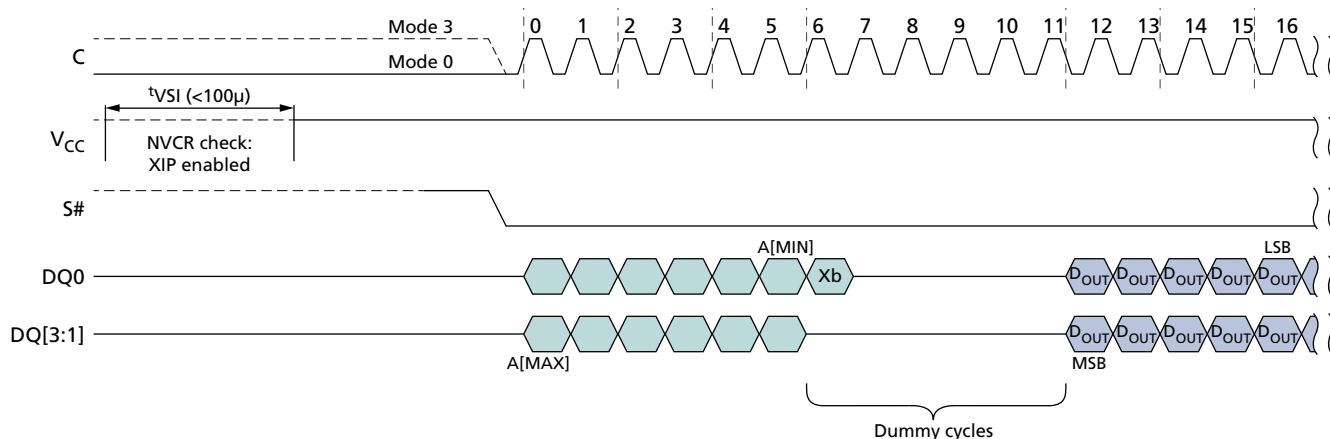 Mode 3
0 1 2 3 4 5 6 7 8 9 10 11 12 13 14 15 16
C
Mode 0
tVSI (<100µ)
VCC
NVCR check:
XIP enabled
S#
A[MIN]
LSB
DQ0
Xb
DOUT DOUT DOUT DOUT DOUT
DQ[3:1]
DOUT DOUT DOUT DOUT DOUT
A[MAX]
MSB
Dummy cycles